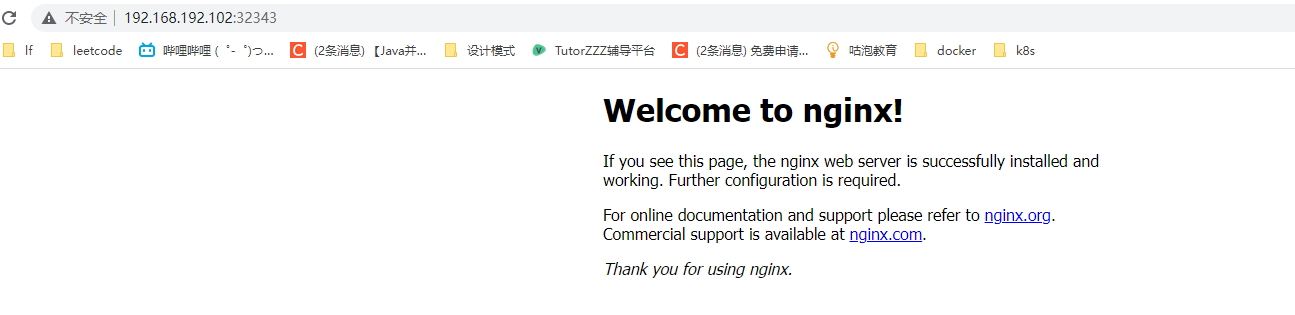 不安全 192.168.192.102:32343
lf leetcode 哔哩哔哩 ( ゜- ゜)つ... (2条消息) 【Java并... 设计模式 TutorZZZ辅导平台 (2条消息) 免费申请... 咕泡教育 docker k8s
Welcome to nginx!
If you see this page, the nginx web server is successfully installed and
working. Further configuration is required.
For online documentation and support please refer to nginx.org.
Commercial support is available at nginx.com.
Thank you for using nginx.